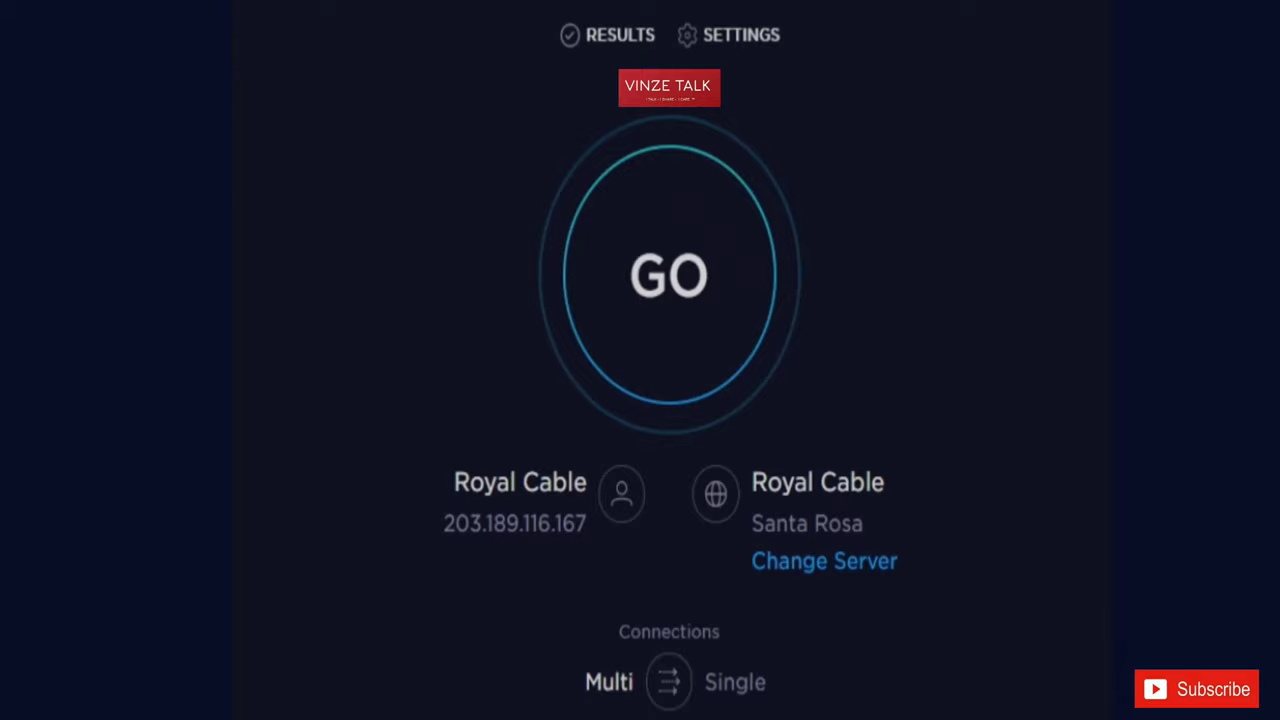 RESULTS SETTINGS
VINZE TALK
GO
Royal Cable
203.189.116.167
Royal Cable
Santa Rosa
Change Server
Connections
Multi Single
Subscribe